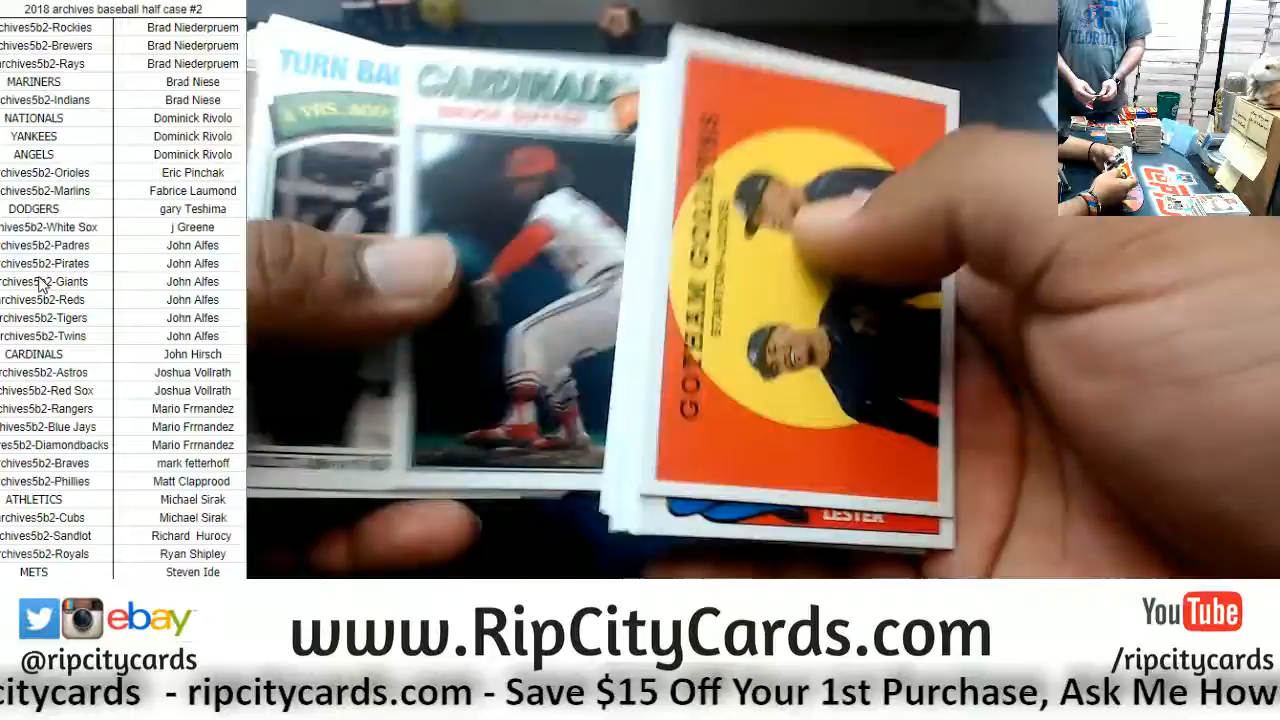 2018 archives baseball half case #2
chives5b2-Rockies Brad Niederpruem
chives5b2-Brewers Brad Niederpruem
rchives5b2-Rays Brad Niederpruem
MARINERS Brad Niese
chives5b2-Indians Brad Niese
NATIONALS Dominick Rivolo
YANKEES Dominick Rivolo
ANGELS Dominick Rivolo
chives5b2-Orioles Eric Pinchak
chives5b2-Marlins Fabrice Laumond
DODGERS gary Teshima
hives5b2-White Sox j Greene
chives5b2-Padres John Alfes
chives5b2-Pirates John Alfes
chives5b2-Giants John Alfes
rchives5b2-Reds John Alfes
rchives5b2-Tigers John Alfes
rchives5b2-Twins John Alfes
CARDINALS John Hirsch
chives5b2-Astros Joshua Vollrath
chives5b2-Red Sox Joshua Vollrath
chives5b2-Rangers Mario Frrnandez
chives5b2-Blue Jays Mario Frrnandez
ves5b2-Diamondbacks Mario Frrnandez
chives5b2-Braves mark fetterhoff
chives5b2-Phillies Matt Clapprood
ATHLETICS Michael Sirak
rchives5b2-Cubs Michael Sirak
chives5b2-Sandlot Richard Hurocy
chives5b2-Royals Ryan Shipley
METS Steven Ide
TURN BA
CARDINALS
GOTHAM GO
LESTER
FLORIDA
ebay
@ripcitycards
www.RipCityCards.com
YouTube
/ripcitycards
citycards - ripcitycards.com - Save $15 Off Your 1st Purchase, Ask Me How